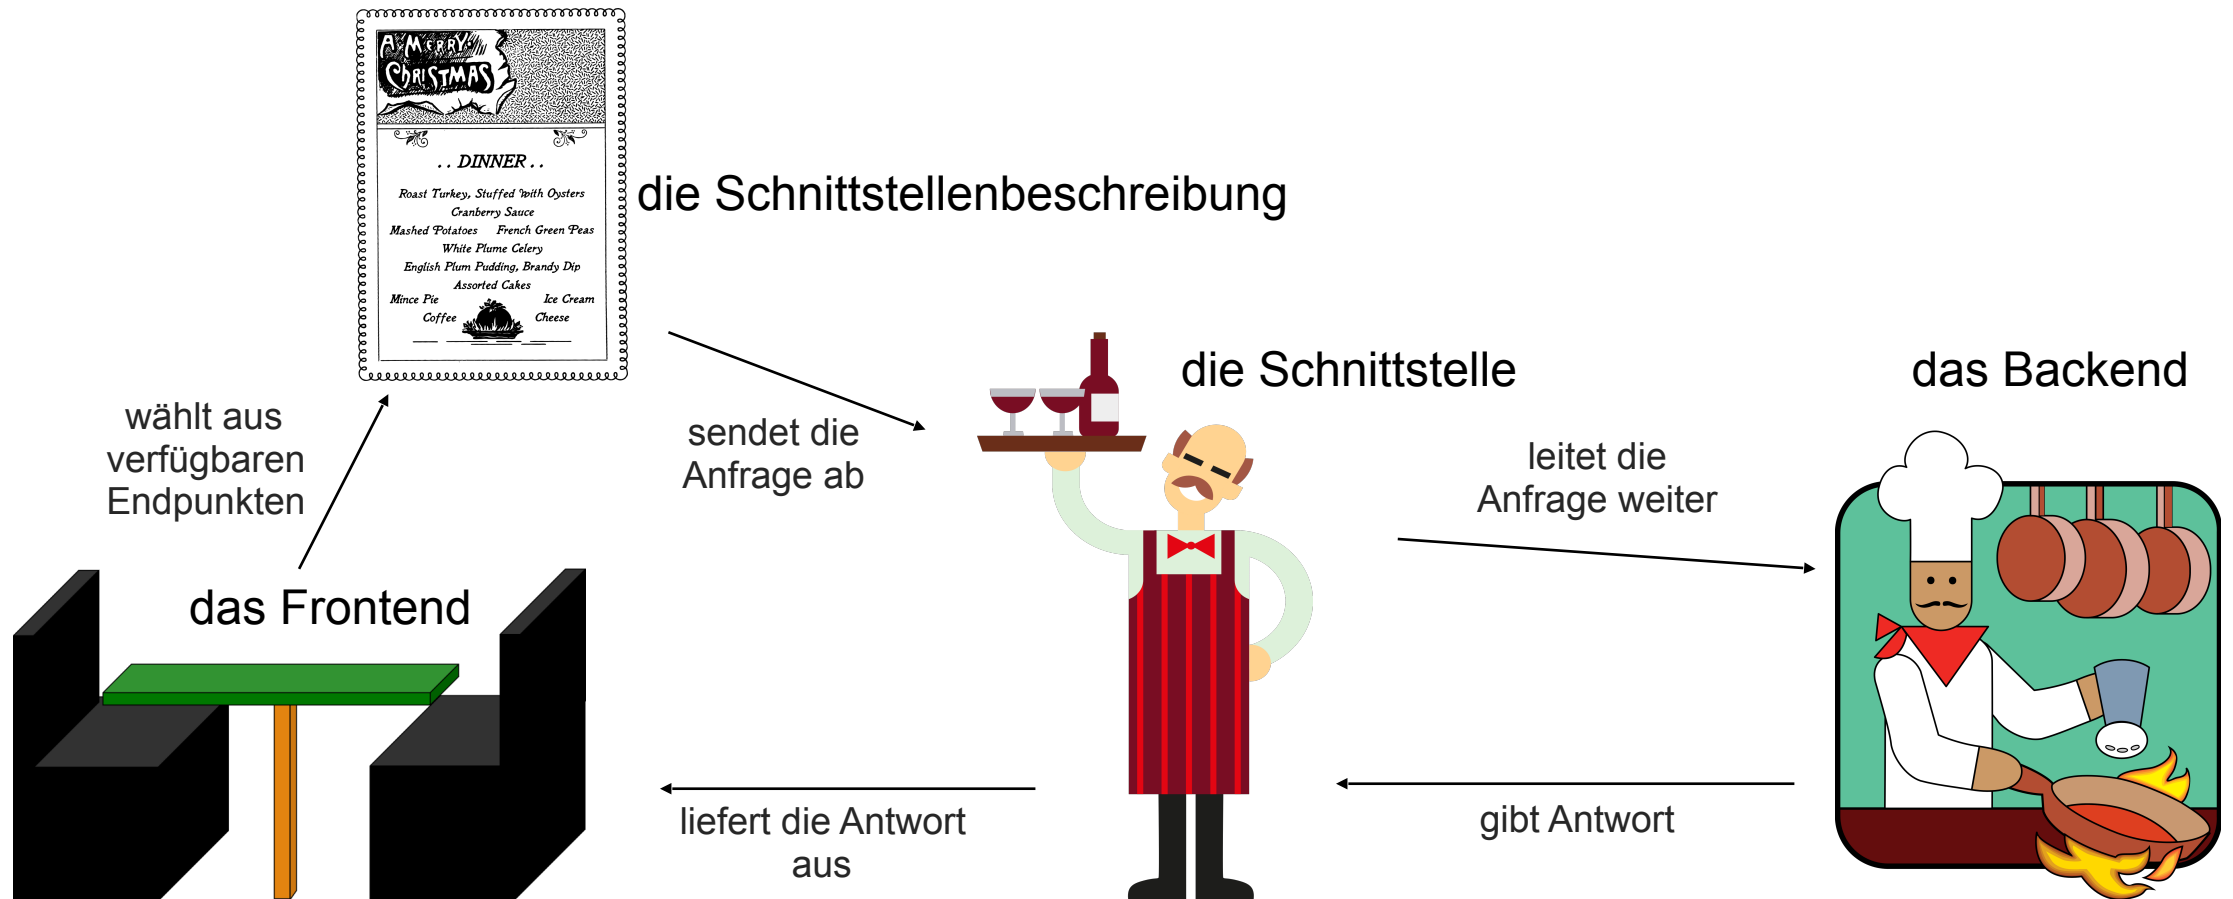 A MERRY
CHRISTMAS
. . DINNER . .
Roast Turkey, Stuffed With Oysters
Cranberry Sauce
Mashed Potatoes French Green Peas
White Plume Celery
English Plum Pudding, Brandy Dip
Assorted Cakes
Mince Pie Ice Cream
Coffee Cheese
die Schnittstellenbeschreibung
die Schnittstelle
das Backend
wählt aus
verfügbaren
Endpunkten
sendet die
Anfrage ab
leitet die
Anfrage weiter
das Frontend
liefert die Antwort
aus
gibt Antwort